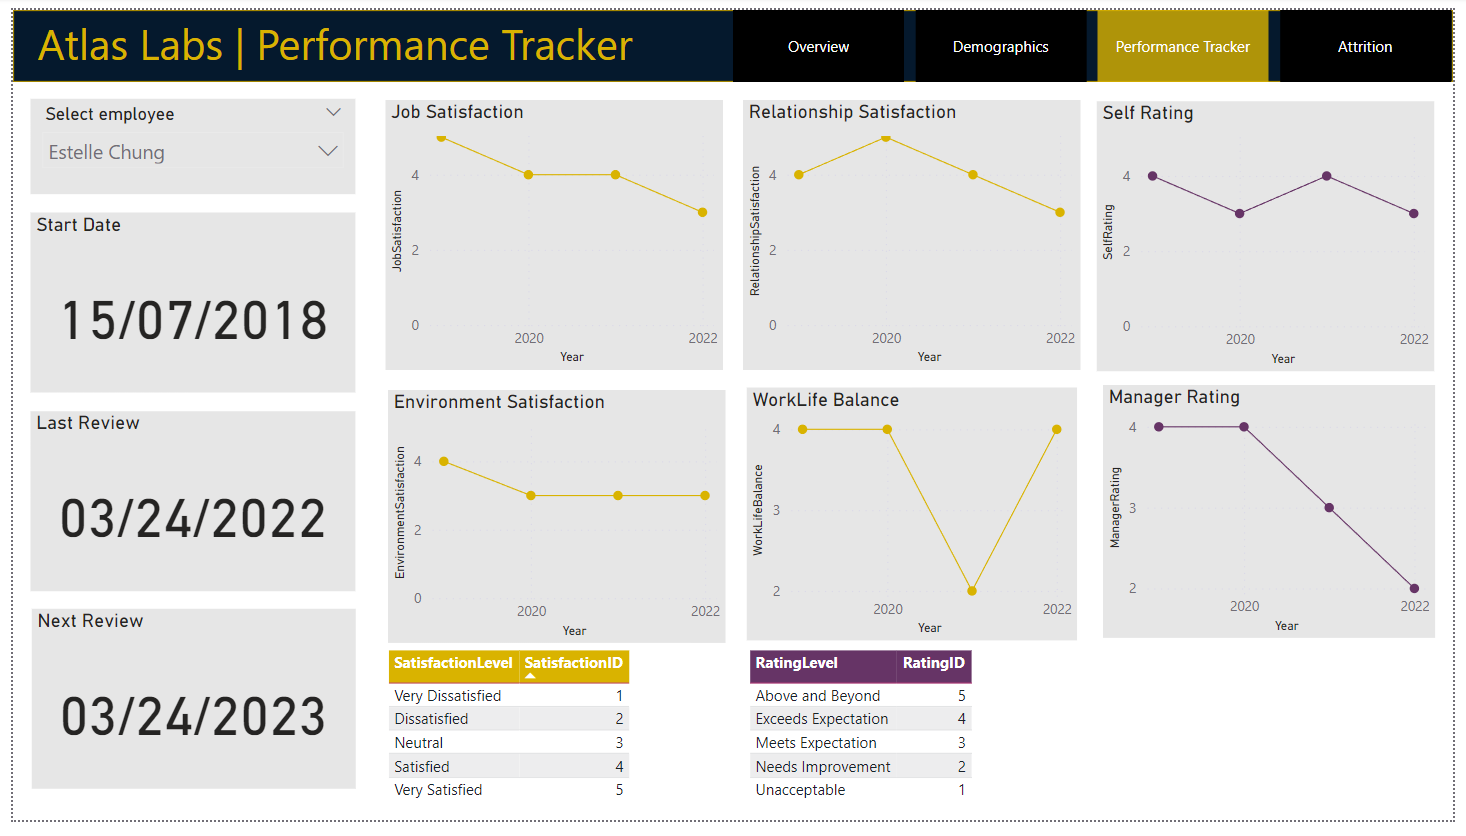 Atlas Labs | Performance Tracker
Overview
Demographics
Performance Tracker
Attrition
Select employee
Estelle Chung
Start Date
15/07/2018
Last Review
03/24/2022
Next Review
03/24/2023
Job Satisfaction
JobSatisfaction
4
2
0
2020 2022
Year
Relationship Satisfaction
RelationshipSatisfaction
4
2
0
2020 2022
Year
Self Rating
SelfRating
4
2
0
2020 2022
Year
Environment Satisfaction
EnvironmentSatisfaction
4
2
0
2020 2022
Year
WorkLife Balance
WorkLifeBalance
4
3
2
2020 2022
Year
Manager Rating
ManagerRating
4
3
2
2020 2022
Year
SatisfactionLevel SatisfactionID
Very Dissatisfied 1
Dissatisfied 2
Neutral 3
Satisfied 4
Very Satisfied 5
RatingLevel RatingID
Above and Beyond 5
Exceeds Expectation 4
Meets Expectation 3
Needs Improvement 2
Unacceptable 1